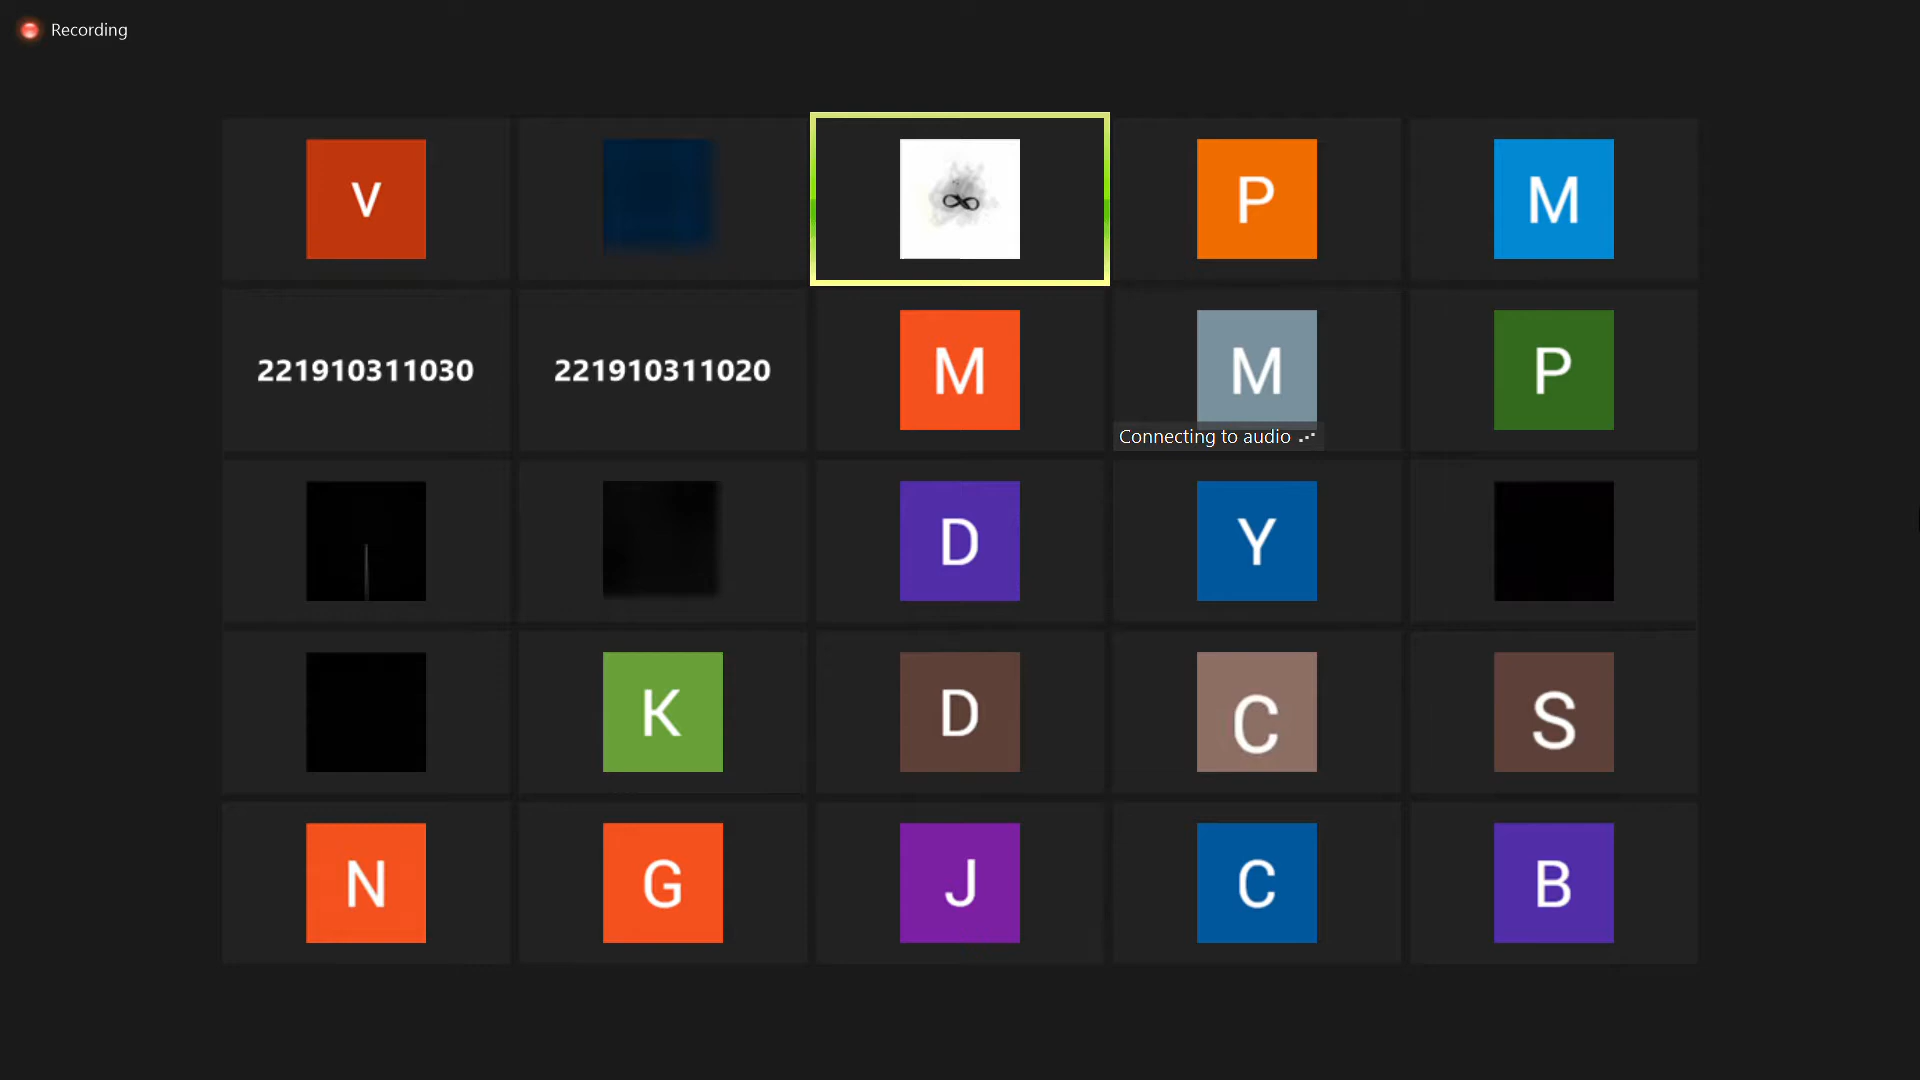 Recording
v
P
M
221910311030
221910311020
M
M
P
Connecting to audio
D
Y
K
D
C
S
N
G
J
C
B